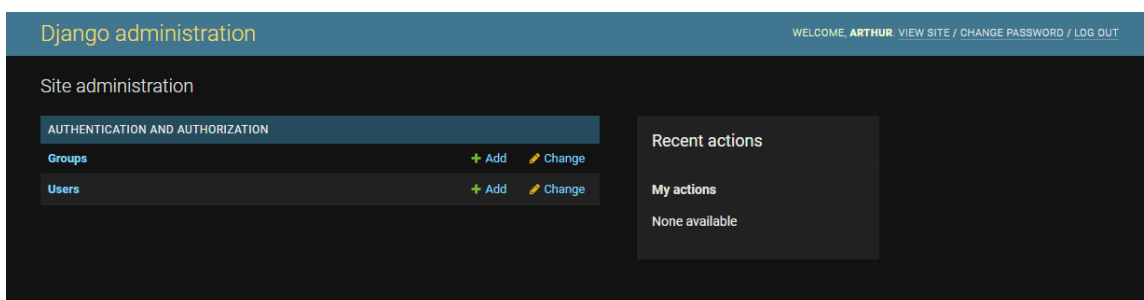 Django administration
WELCOME, ARTHUR. VIEW SITE / CHANGE PASSWORD / LOG OUT
Site administration
AUTHENTICATION AND AUTHORIZATION
Groups + Add Change
Users + Add Change
Recent actions
My actions
None available